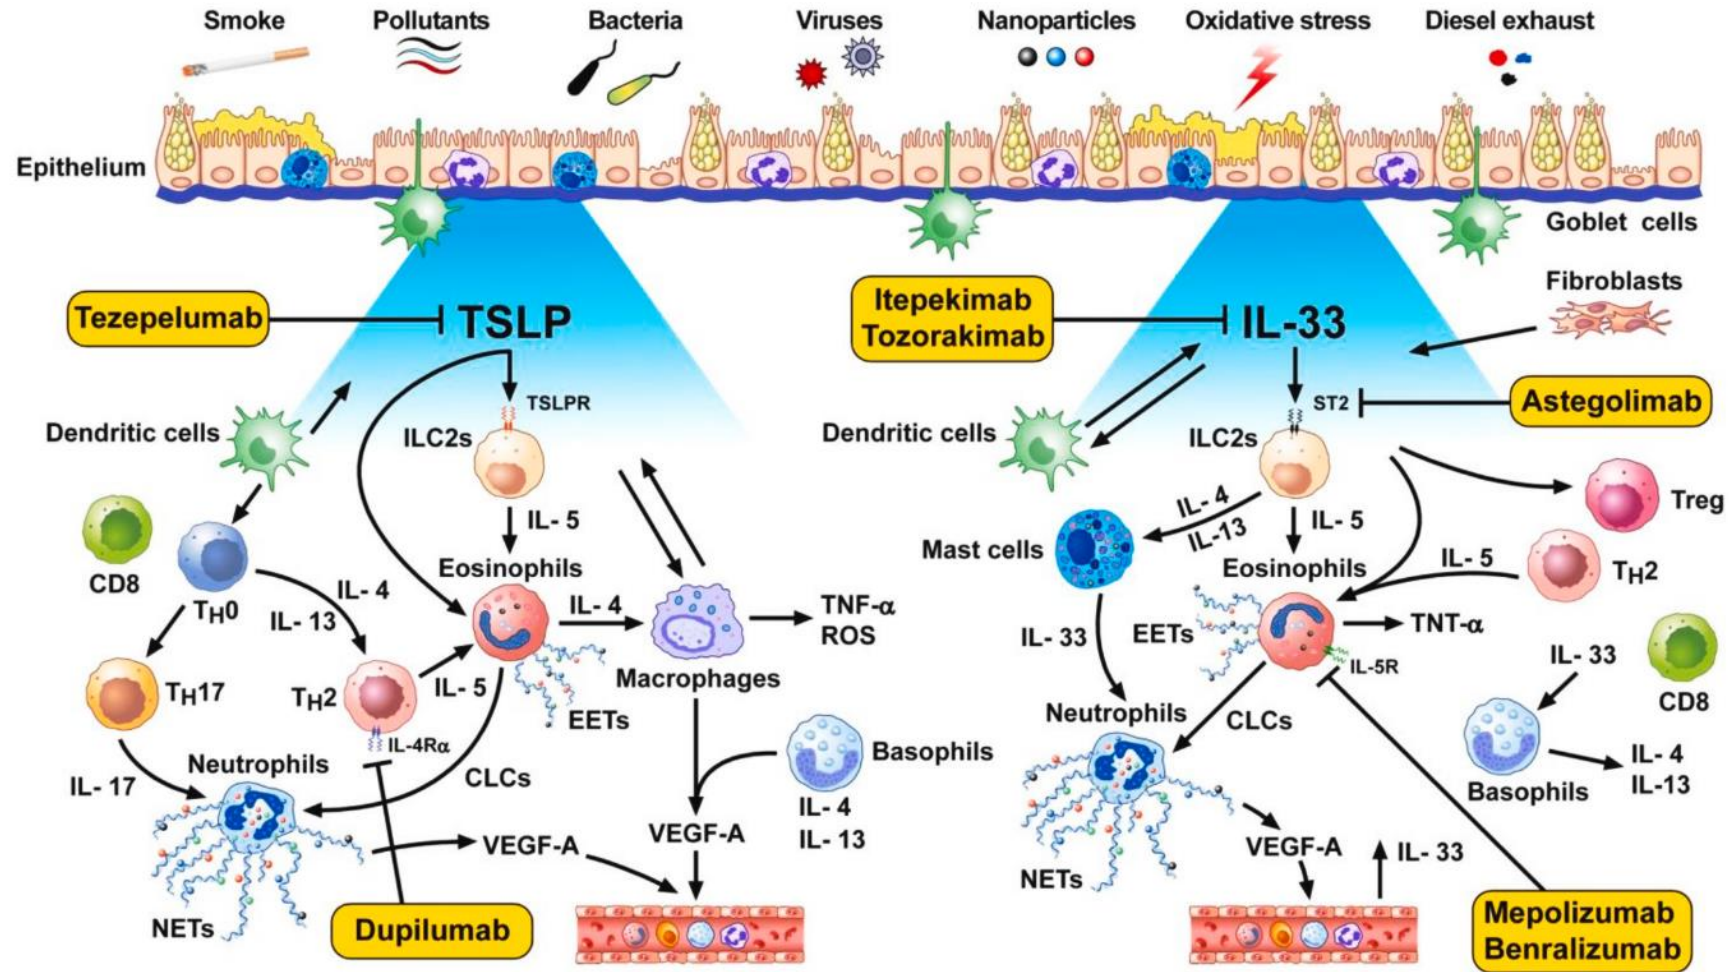 Smoke
Pollutants
Bacteria
Viruses
Nanoparticles
Oxidative stress
Diesel exhaust
Epithelium
Goblet cells
Fibroblasts
Tezepelumab
TSLP
TSLPR
Dendritic cells
ILC2s
IL- 5
CD8
TH0
IL- 4
IL- 13
Eosinophils
IL- 4
TNF-α
ROS
Macrophages
TH17
TH2
IL- 5
EETs
IL-4Rα
Neutrophils
IL- 17
CLCs
Basophils
IL- 4
IL- 13
VEGF-A
VEGF-A
NETs
Dupilumab
Itepekimab
Tozorakimab
IL-33
ST2
Astegolimab
Dendritic cells
ILC2s
Treg
IL- 4
IL-13
IL- 5
Mast cells
Eosinophils
IL- 5
TH2
IL- 33
EETs
TNT-α
IL-5R
IL- 33
CD8
Neutrophils
CLCs
IL- 4
IL-13
Basophils
VEGF-A
IL- 33
NETs
Mepolizumab
Benralizumab